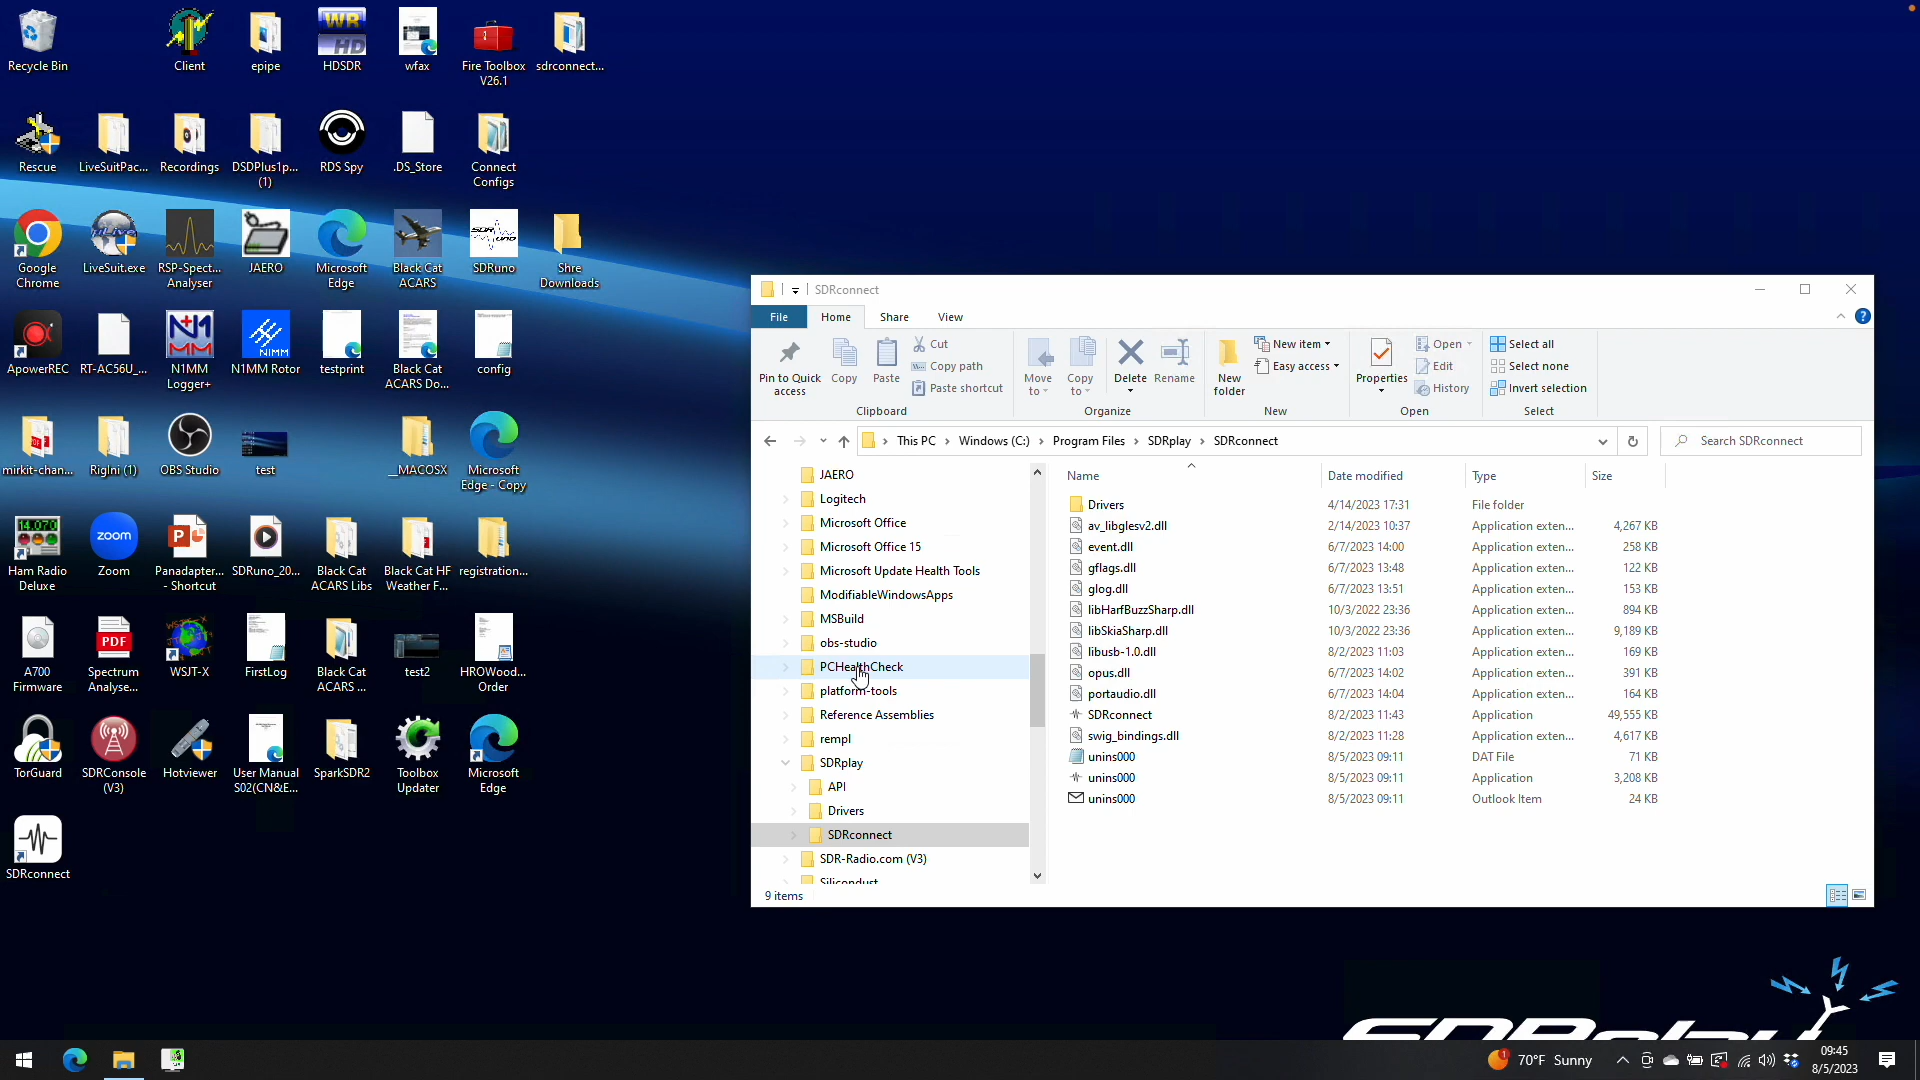 Recycle Bin
Client
epipe
HDSDR
wfax
Fire Toolbox
V26.1
sdrconnect...
Rescue
LiveSuitPac...
Recordings
DSDPlus1p...
(1)
RDS Spy
.DS_Store
Connect
Configs
Google
Chrome
LiveSuit.exe
RSP-Spect...
Analyser
JAERO
Microsoft
Edge
Black Cat
ACARS
SDRuno
Shre
Downloads
ApowerREC
RT-AC56U_...
N1MM
Logger+
N1MM Rotor
testprint
Black Cat
ACARS Do...
config
mirkit-chan...
RigIni (1)
OBS Studio
test
__MACOSX
Microsoft
Edge - Copy
14.070
zoom
Ham Radio
Deluxe
Zoom
Panadapter...
- Shortcut
SDRuno_20...
Black Cat
ACARS Libs
Black Cat HF
Weather F...
registration...
PDF
A700
Firmware
Spectrum
Analyse...
WSJT-X
FirstLog
Black Cat
ACARS ...
test2
HROWood...
Order
TorGuard
SDRConsole
(V3)
Hotviewer
User Manual
S02(CN&E...
SparkSDR2
Toolbox
Updater
Microsoft
Edge
SDRconnect
SDRconnect
File
Home
Share
View
Pin to Quick
access
Copy
Paste
Cut
Copy path
Paste shortcut
Clipboard
Move
to
Copy
to
Delete
Rename
Organize
New
folder
New item
Easy access
New
Properties
Open
Edit
History
Open
Select all
Select none
Invert selection
Select
This PC
Windows (C:)
Program Files
SDRplay
SDRconnect
Search SDRconnect
JAERO
Logitech
Microsoft Office
Microsoft Office 15
Microsoft Update Health Tools
ModifiableWindowsApps
MSBuild
obs-studio
PCHealthCheck
platform-tools
Reference Assemblies
rempl
SDRplay
API
Drivers
SDRconnect
SDR-Radio.com (V3)
Silicondust
Name Date modified Type Size
Drivers 4/14/2023 17:31 File folder
av_libglesv2.dll 2/14/2023 10:37 Application exten... 4,267 KB
event.dll 6/7/2023 14:00 Application exten... 258 KB
gflags.dll 6/7/2023 13:48 Application exten... 122 KB
glog.dll 6/7/2023 13:51 Application exten... 153 KB
libHarfBuzzSharp.dll 10/3/2022 23:36 Application exten... 894 KB
libSkiaSharp.dll 10/3/2022 23:36 Application exten... 9,189 KB
libusb-1.0.dll 8/2/2023 11:03 Application exten... 169 KB
opus.dll 6/7/2023 14:02 Application exten... 391 KB
portaudio.dll 6/7/2023 14:04 Application exten... 164 KB
SDRconnect 8/2/2023 11:43 Application 49,555 KB
swig_bindings.dll 8/2/2023 11:28 Application exten... 4,617 KB
unins000 8/5/2023 09:11 DAT File 71 KB
unins000 8/5/2023 09:11 Application 3,208 KB
unins000 8/5/2023 09:11 Outlook Item 24 KB
9 items
SDRplay
1
70°F Sunny
09:45
8/5/2023